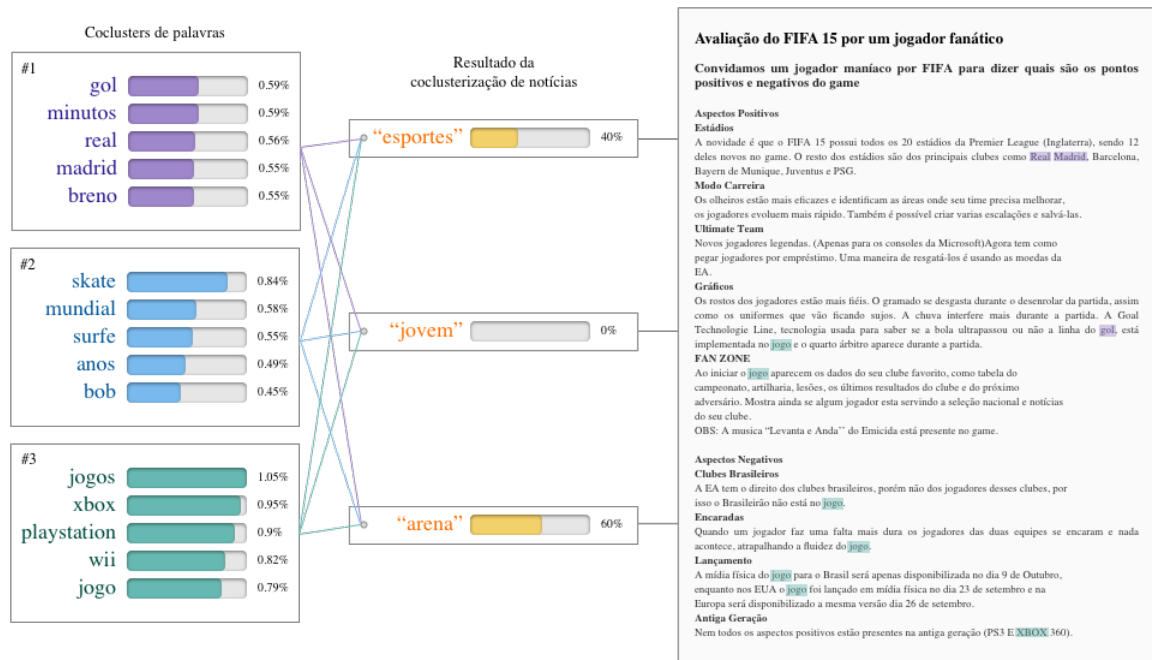 Coclusters de palavras
#1
gol 0.59%
minutos 0.59%
real 0.56%
madrid 0.55%
breno 0.55%
#2
skate 0.84%
mundial 0.58%
surfe 0.55%
anos 0.49%
bob 0.45%
#3
jogos 1.05%
xbox 0.95%
playstation 0.9%
wii 0.82%
jogo 0.79%
Resultado da
coclusterização de notícias
“esportes” 40%
“jovem” 0%
“arena” 60%
Avaliação do FIFA 15 por um jogador fanático
Convidamos um jogador maníaco por FIFA para dizer quais são os pontos
positivos e negativos do game
Aspectos Positivos
Estádios
A novidade é que o FIFA 15 possui todos os 20 estádios da Premier League (Inglaterra), sendo 12
deles novos no game. O resto dos estádios são dos principais clubes como Real Madrid, Barcelona,
Bayern de Munique, Juventus e PSG.
Modo Carreira
Os olheiros estão mais eficazes e identificam as áreas onde seu time precisa melhorar,
os jogadores evoluem mais rápido. Também é possível criar varias escalações e salvá-las.
Ultimate Team
Novos jogadores legendas. (Apenas para os consoles da Microsoft)Agora tem como
pegar jogadores por empréstimo. Uma maneira de resgatá-los é usando as moedas da
EA.
Gráficos
Os rostos dos jogadores estão mais fiéis. O gramado se desgasta durante o desenrolar da partida, assim
como os uniformes que vão ficando sujos. A chuva interfere mais durante a partida. A Goal
Technologie Line, tecnologia usada para saber se a bola ultrapassou ou não a linha do gol, está
implementada no jogo e o quarto árbitro aparece durante a partida.
FAN ZONE
Ao iniciar o jogo aparecem os dados do seu clube favorito, como tabela do
campeonato, artilharia, lesões, os últimos resultados do clube e do próximo
adversário. Mostra ainda se algum jogador esta servindo a seleção nacional e notícias
do seu clube.
OBS: A musica “Levanta e Anda’’ do Emicida está presente no game.
Aspectos Negativos
Clubes Brasileiros
A EA tem o direito dos clubes brasileiros, porém não dos jogadores desses clubes, por
isso o Brasileirão não está no jogo.
Encaradas
Quando um jogador faz uma falta mais dura os jogadores das duas equipes se encaram e nada
acontece, atrapalhando a fluidez do jogo.
Lançamento
A mídia física do jogo para o Brasil será apenas disponibilizada no dia 9 de Outubro,
enquanto nos EUA o jogo foi lançado em mídia física no dia 23 de setembro e na
Europa será disponibilizado a mesma versão dia 26 de setembro.
Antiga Geração
Nem todos os aspectos positivos estão presentes na antiga geração (PS3 E XBOX 360).